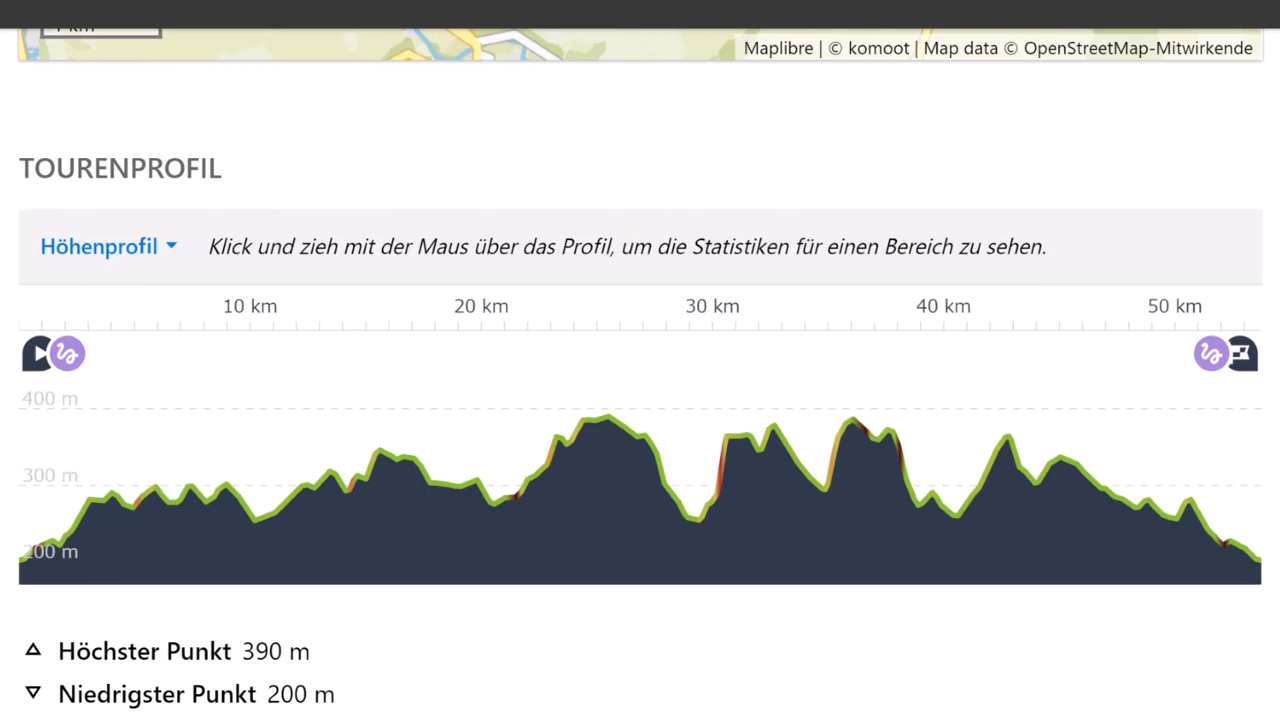 Maplibre | © komoot | Map data © OpenStreetMap-Mitwirkende
TOURENPROFIL
Höhenprofil Klick und zieh mit der Maus über das Profil, um die Statistiken für einen Bereich zu sehen.
10 km 20 km 30 km 40 km 50 km
400 m
300 m
200 m
Höchster Punkt 390 m
Niedrigster Punkt 200 m